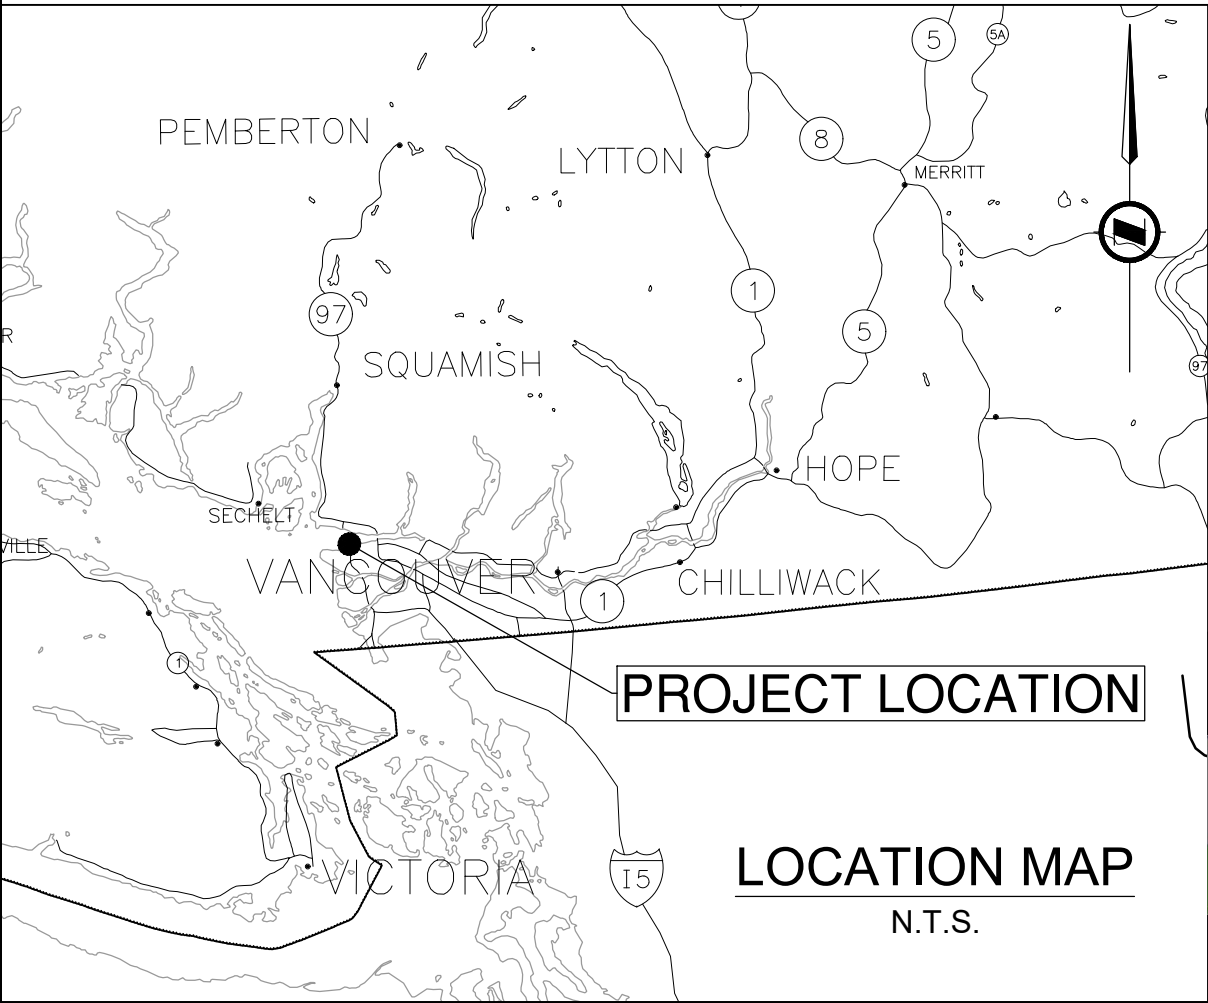 5
5A
PEMBERTON
LYTTON
8
MERRITT
1
97
5
R
SQUAMISH
97
HOPE
SECHELT
VILLE
VANCOUVER
CHILLIWACK
1
1
PROJECT LOCATION
VICTORIA
I5
LOCATION MAP
N.T.S.